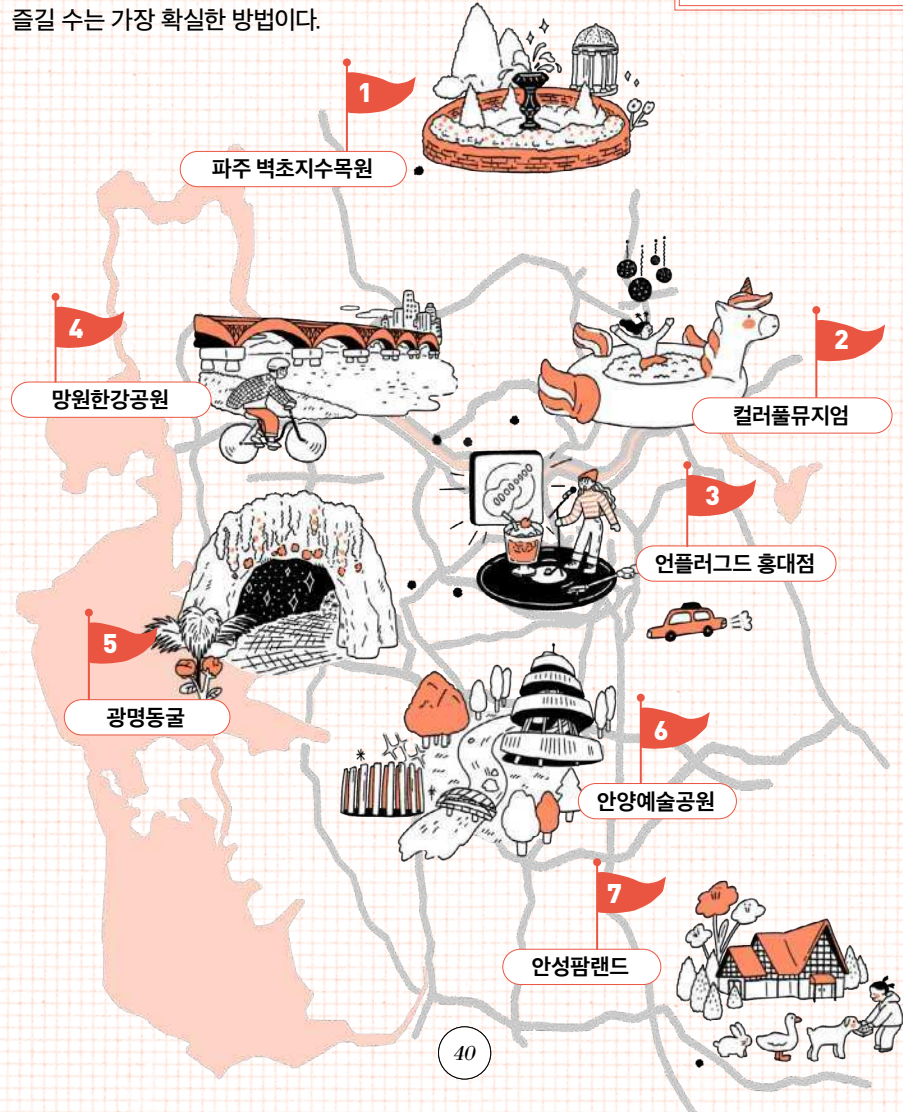 즐길 수는 가장 확실한 방법이다.
1
파주 벽초지수목원
4
망원한강공원
2
컬러풀뮤지엄
3
언플러그드 홍대점
5
광명동굴
6
안양예술공원
7
안성팜랜드
40